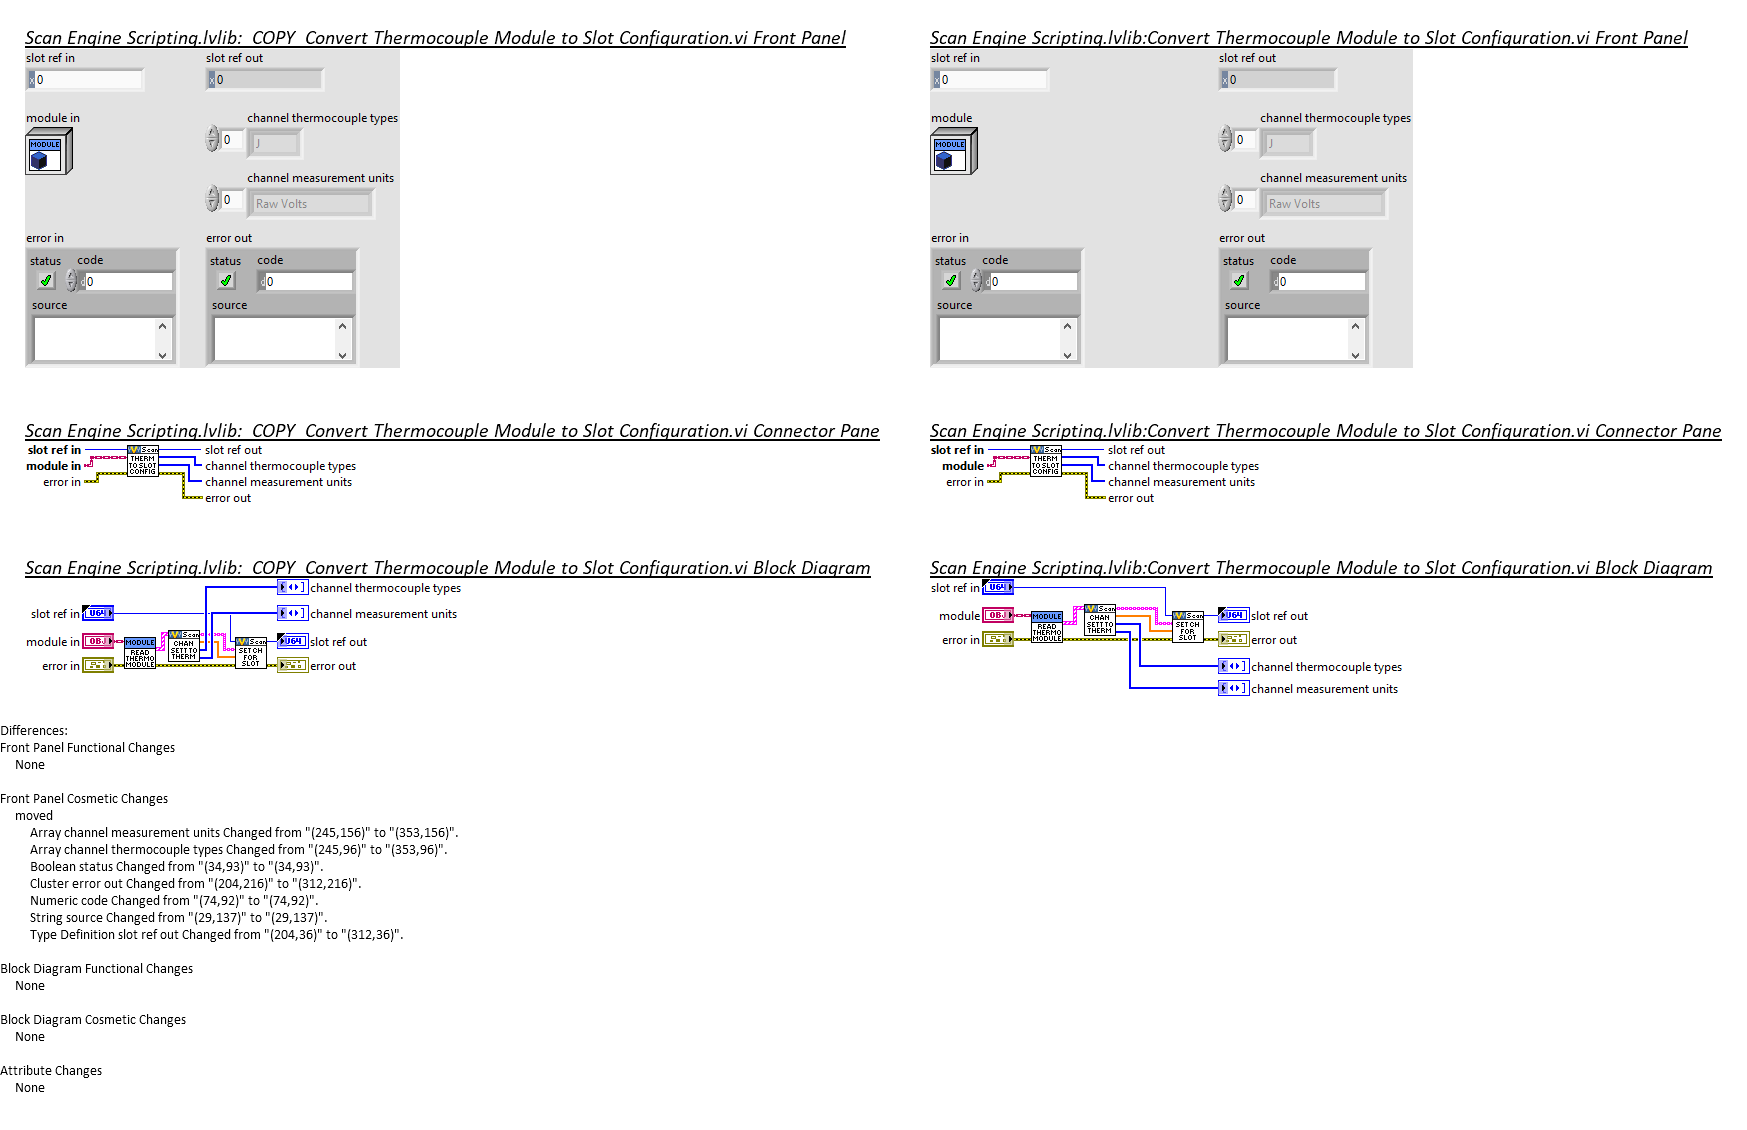 Scan Engine Scripting.lvlib:  COPY  Convert Thermocouple Module to Slot Configuration.vi Front Panel
slot ref in
slot ref out
x 0
x 0
module in
channel thermocouple types
MODULE
0
J
channel measurement units
0
Raw Volts
error in
error out
status
code
status
code
d 0
d 0
source
source
Scan Engine Scripting.lvlib:Convert Thermocouple Module to Slot Configuration.vi Front Panel
slot ref in
slot ref out
x 0
x 0
module
channel thermocouple types
MODULE
0
J
channel measurement units
0
Raw Volts
error in
error out
status
code
status
code
d 0
d 0
source
source
Scan Engine Scripting.lvlib:  COPY  Convert Thermocouple Module to Slot Configuration.vi Connector Pane
slot ref in
module in
error in
Scan
THERM
TO SLOT
CONFIG
slot ref out
channel thermocouple types
channel measurement units
error out
Scan Engine Scripting.lvlib:Convert Thermocouple Module to Slot Configuration.vi Connector Pane
slot ref in
module
error in
Scan
THERM
TO SLOT
CONFIG
slot ref out
channel thermocouple types
channel measurement units
error out
Scan Engine Scripting.lvlib:  COPY  Convert Thermocouple Module to Slot Configuration.vi Block Diagram
channel thermocouple types
slot ref in
U64
channel measurement units
module in
OBJ
MODULE
READ
THERMO
MODULE
Scan
CHAN
SETT TO
THERM
Scan
SET CH
FOR
SLOT
U64
slot ref out
error in
error out
Scan Engine Scripting.lvlib:Convert Thermocouple Module to Slot Configuration.vi Block Diagram
slot ref in
U64
module
OBJ
MODULE
READ
THERMO
MODULE
Scan
CHAN
SETT TO
THERM
Scan
SET CH
FOR
SLOT
U64
slot ref out
error in
error out
channel thermocouple types
channel measurement units
Differences:
Front Panel Functional Changes
None
Front Panel Cosmetic Changes
moved
Array channel measurement units Changed from "(245,156)" to "(353,156)".
Array channel thermocouple types Changed from "(245,96)" to "(353,96)".
Boolean status Changed from "(34,93)" to "(34,93)".
Cluster error out Changed from "(204,216)" to "(312,216)".
Numeric code Changed from "(74,92)" to "(74,92)".
String source Changed from "(29,137)" to "(29,137)".
Type Definition slot ref out Changed from "(204,36)" to "(312,36)".
Block Diagram Functional Changes
None
Block Diagram Cosmetic Changes
None
Attribute Changes
None